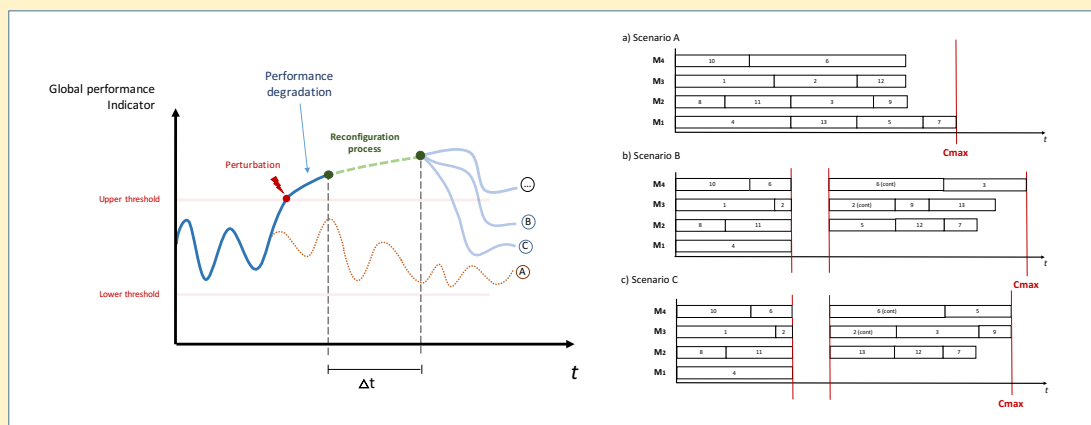 Global performance
Indicator
Performance
degradation
Reconfiguration
process
Perturbation
Upper threshold
Lower threshold
...
B
C
A
Δt
t
a) Scenario A
M4 10 6
M3 1 2 12
M2 8 11 3 9
M1 4 13 5 7
t
Cmax
b) Scenario B
M4 10 6 6 (cont) 3
M3 1 2 2 (cont) 9 13
M2 8 11 5 12 7
M1 4
t
Cmax
c) Scenario C
M4 10 6 6 (cont) 5
M3 1 2 2 (cont) 3 9
M2 8 11 13 12 7
M1 4
t
Cmax